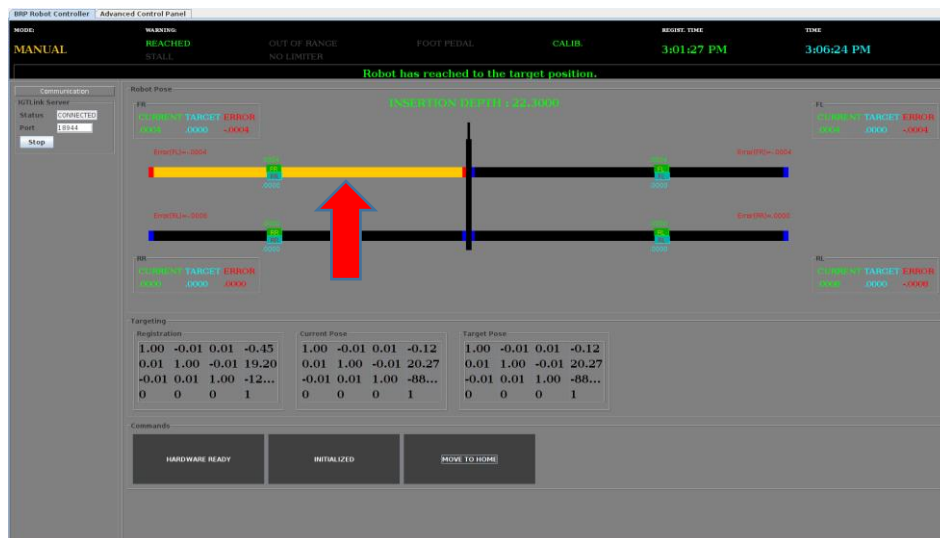 BRP Robot Controller Advanced Control Panel
MODE: WARNING: REGIST. TIME TIME
MANUAL REACHED OUT OF RANGE FOOT PEDAL CALIB. 3:01:27 PM 3:06:24 PM
STALL NO LIMITER
Robot has reached to the target position.
Communication
IGTLink Server
Status CONNECTED
Port 18944
Stop
Robot Pose
INSERTION DEPTH : 22.3000
FR
CURRENT TARGET ERROR
.0004 .0000 -.0004
FL
CURRENT TARGET ERROR
.0004 .0000 -.0004
RR
CURRENT TARGET ERROR
.0000 .0000 .0000
RL
CURRENT TARGET ERROR
.0000 -.0008
Targeting
Registration
1.00 -0.01 0.01 -0.45
0.01 1.00 -0.01 19.20
-0.01 0.01 1.00 -12...
0 0 0 1
Current Pose
1.00 -0.01 0.01 -0.12
0.01 1.00 -0.01 20.27
-0.01 0.01 1.00 -88...
0 0 0 1
Target Pose
1.00 -0.01 0.01 -0.12
0.01 1.00 -0.01 20.27
-0.01 0.01 1.00 -88...
0 0 0 1
Commands
HARDWARE READY INITIALIZED MOVE TO HOME